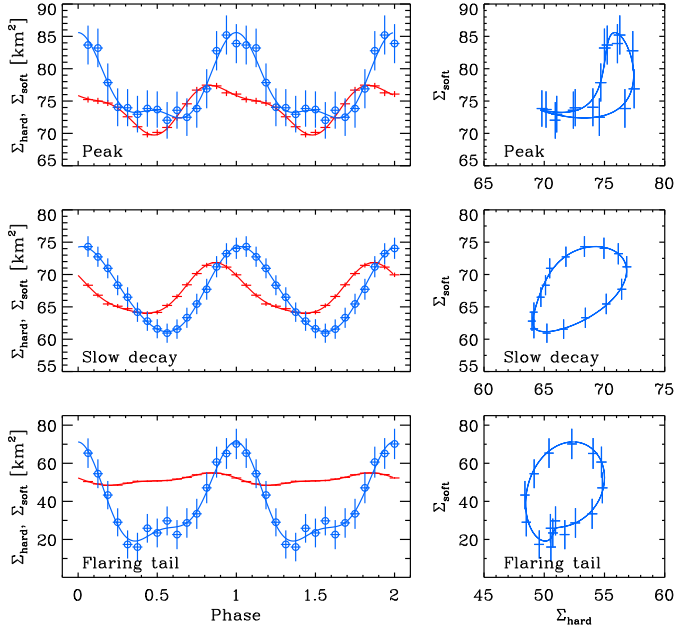 Σhard, Σsoft [km²]
90
85
80
75
70
65
Peak
Σsoft
90
85
80
75
70
65
Peak
65 70 75 80
Σhard, Σsoft [km²]
80
75
70
65
60
55
Slow decay
Σsoft
80
75
70
65
60
55
Slow decay
60 65 70 75
Σhard, Σsoft [km²]
80
60
40
20
Flaring tail
0.0 0.5 1.0 1.5 2.0
Phase
Σsoft
80
60
40
20
Flaring tail
45 50 55 60
Σhard